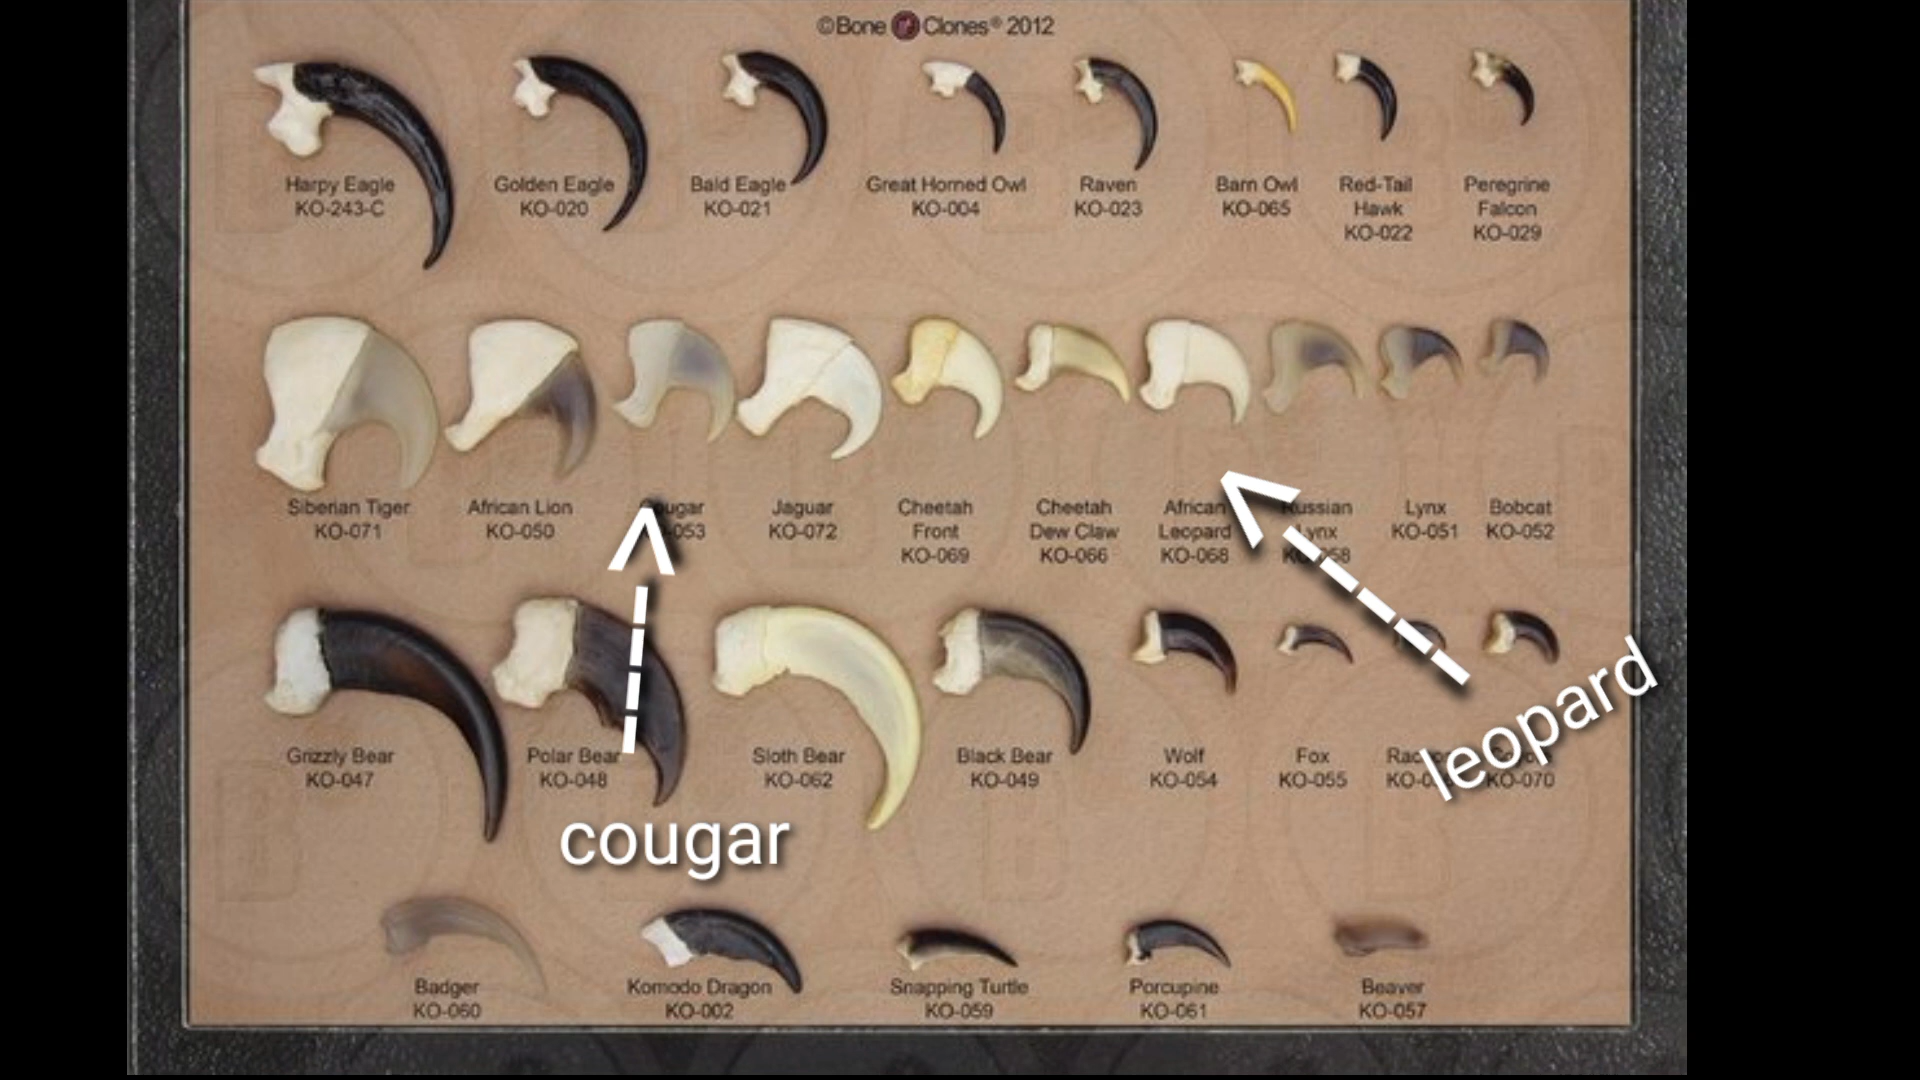 ©Bone Clones® 2012
Harpy Eagle
KO-243-C
Golden Eagle
KO-020
Bald Eagle
KO-021
Great Horned Owl
KO-004
Raven
KO-023
Barn Owl
KO-065
Red-Tail
Hawk
KO-022
Peregrine
Falcon
KO-029
Siberian Tiger
KO-071
African Lion
KO-050
Cougar
053
Jaguar
KO-072
Cheetah
Front
KO-069
Cheetah
Dew Claw
KO-066
African
Leopard
KO-068
Russian
Lynx
Lynx
KO-051
Bobcat
KO-052
Grizzly Bear
KO-047
Polar Bear
KO-048
Sloth Bear
KO-062
Black Bear
KO-049
Wolf
KO-054
Fox
KO-055
KO-070
leopard
cougar
Badger
KO-060
Komodo Dragon
KO-002
Snapping Turtle
KO-059
Porcupine
KO-061
Beaver
KO-057